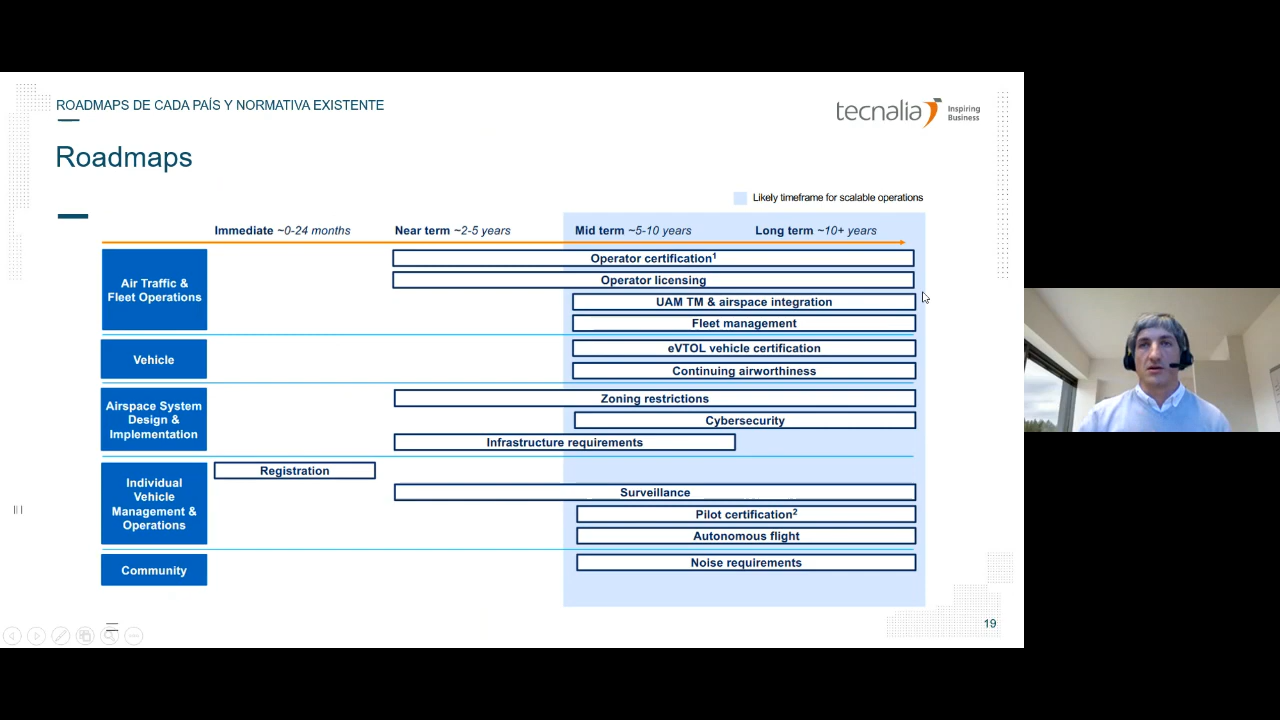 ROADMAPS DE CADA PAÍS Y NORMATIVA EXISTENTE
tecnalia Inspiring
Business
Roadmaps
Likely timeframe for scalable operations
Immediate ~0-24 months
Near term ~2-5 years
Mid term ~5-10 years
Long term ~10+ years
Air Traffic &
Fleet Operations
Operator certification¹
Operator licensing
UAM TM & airspace integration
Fleet management
Vehicle
eVTOL vehicle certification
Continuing airworthiness
Airspace System
Design &
Implementation
Zoning restrictions
Cybersecurity
Infrastructure requirements
Individual
Vehicle
Management &
Operations
Registration
Surveillance
Pilot certification²
Autonomous flight
Community
Noise requirements
19